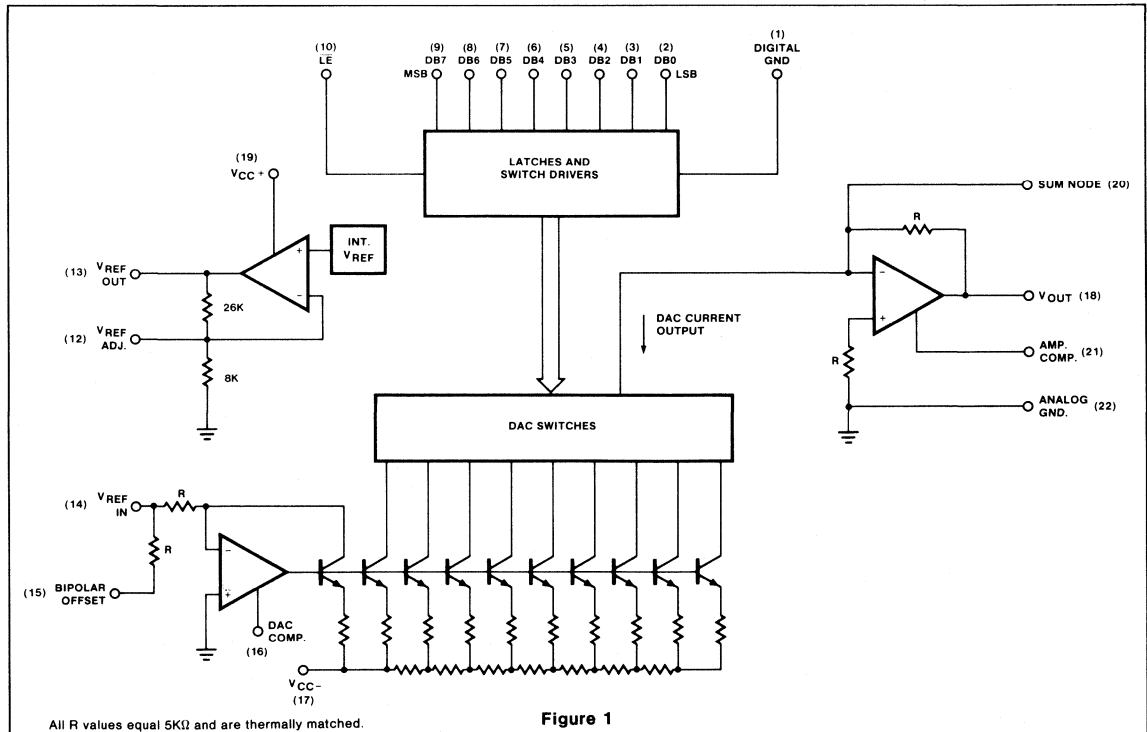 (10) (9) (8) (7) (6) (5) (4) (3) (2) (1)
LE DB7 DB6 DB5 DB4 DB3 DB2 DB1 DB0 DIGITAL
GND
MSB LSB
LATCHES AND
SWITCH DRIVERS
(19)
VCC +
INT.
VREF
+
−
(13) VREF
OUT
26K
(12) VREF
ADJ.
8K
SUM NODE (20)
R
−
+
VOUT (18)
R
AMP.
COMP. (21)
ANALOG
GND. (22)
DAC CURRENT
OUTPUT
DAC SWITCHES
(14) VREF
IN
R
R
−
+
(15) BIPOLAR
OFFSET
DAC
COMP.
(16)
VCC−
(17)
All R values equal 5KΩ and are thermally matched.
Figure 1